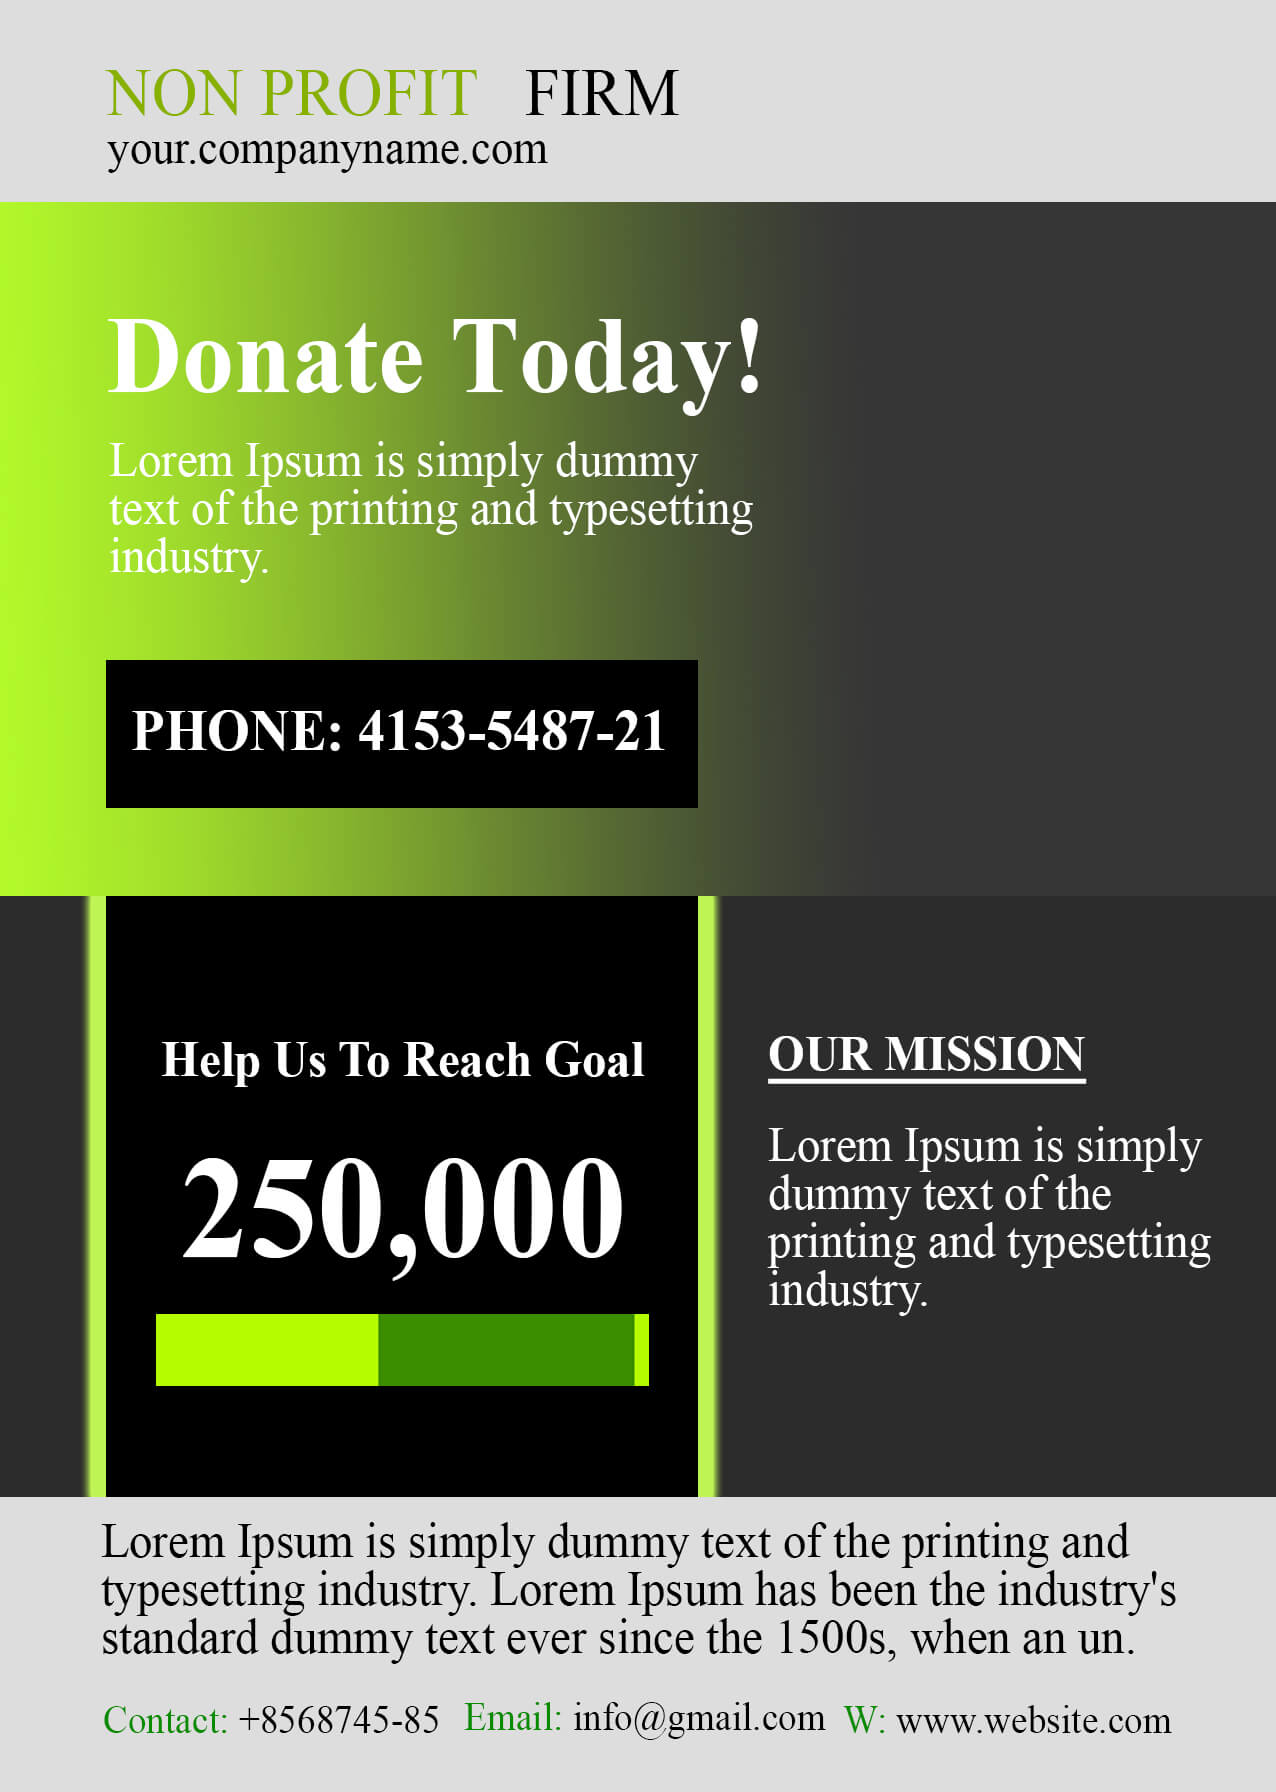 NON PROFIT FIRM
your.companyname.com
Donate Today!
Lorem Ipsum is simply dummy
text of the printing and typesetting
industry.
PHONE: 4153-5487-21
Help Us To Reach Goal
250,000
OUR MISSION
Lorem Ipsum is simply
dummy text of the
printing and typesetting
industry.
Lorem Ipsum is simply dummy text of the printing and
typesetting industry. Lorem Ipsum has been the industry's
standard dummy text ever since the 1500s, when an un.
Contact: +8568745-85 Email: info@gmail.com W: www.website.com